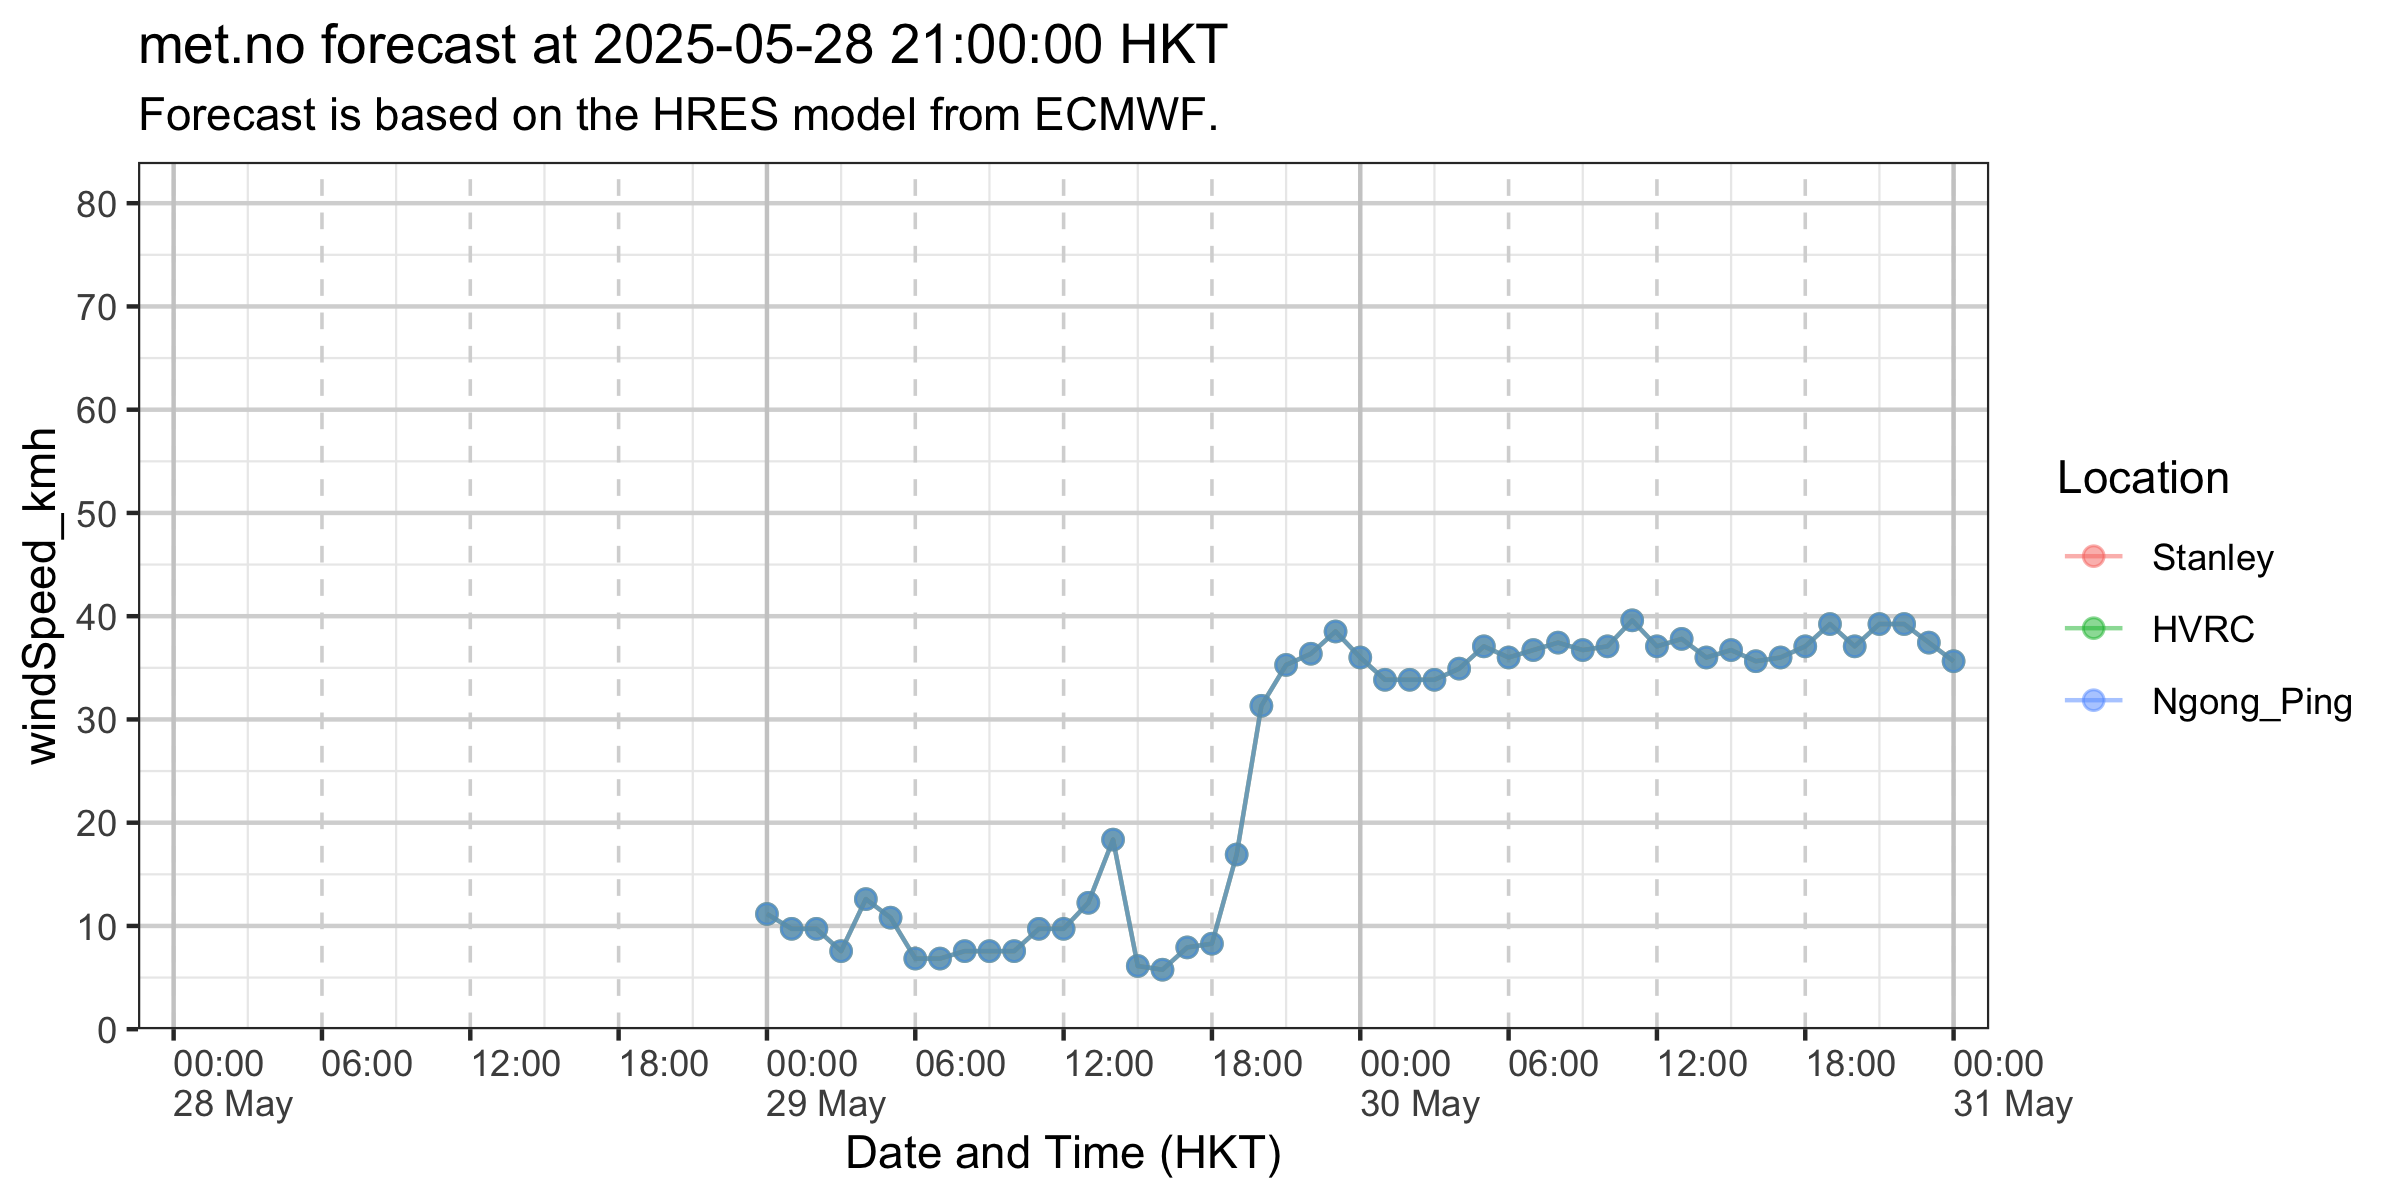 met.no forecast at 2025-05-28 21:00:00 HKT
Forecast is based on the HRES model from ECMWF.
windSpeed_kmh
80
70
60
50
40
30
20
10
0
00:00 06:00 12:00 18:00 00:00 06:00 12:00 18:00 00:00 06:00 12:00 18:00 00:00
28 May 29 May 30 May 31 May
Date and Time (HKT)
Location
Stanley
HVRC
Ngong_Ping